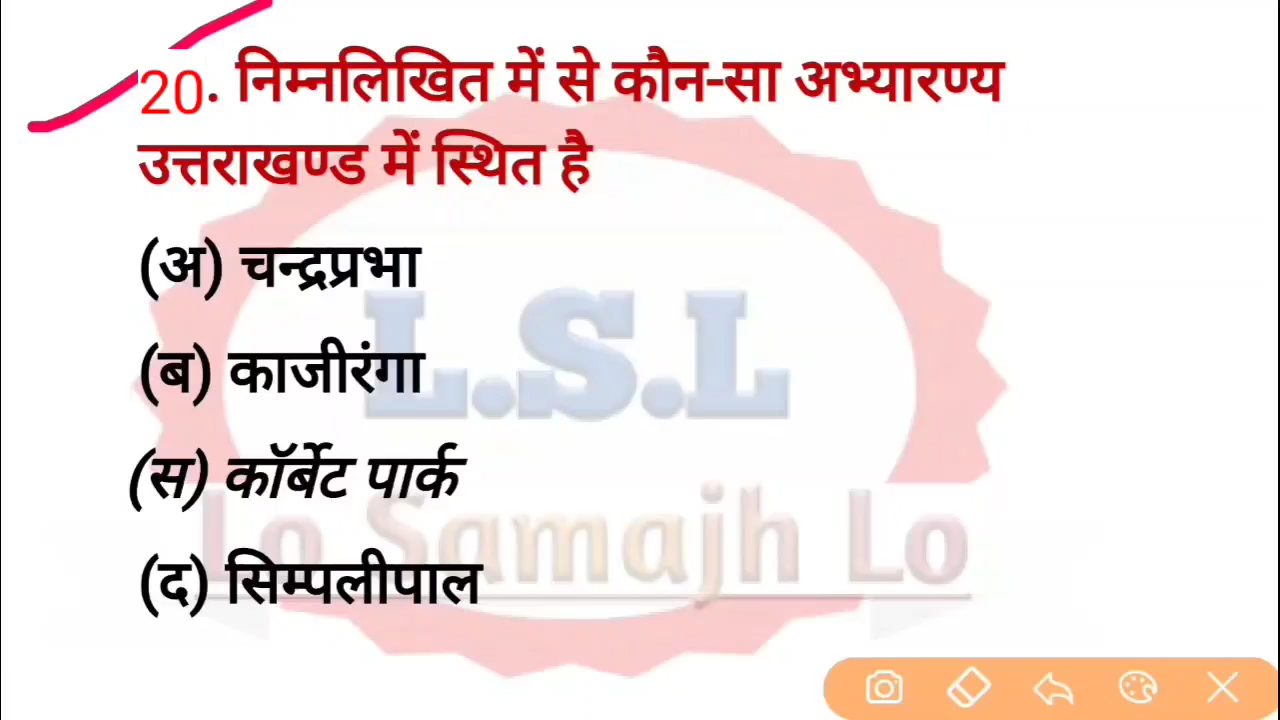 20. निम्नलिखित में से कौन-सा अभ्यारण्य
उत्तराखण्ड में स्थित है
(अ) चन्द्रप्रभा
L.S.L
(ब) काजीरंगा
(स) कॉर्बेट पार्क
Lo Samajh Lo
(द) सिम्पलीपाल